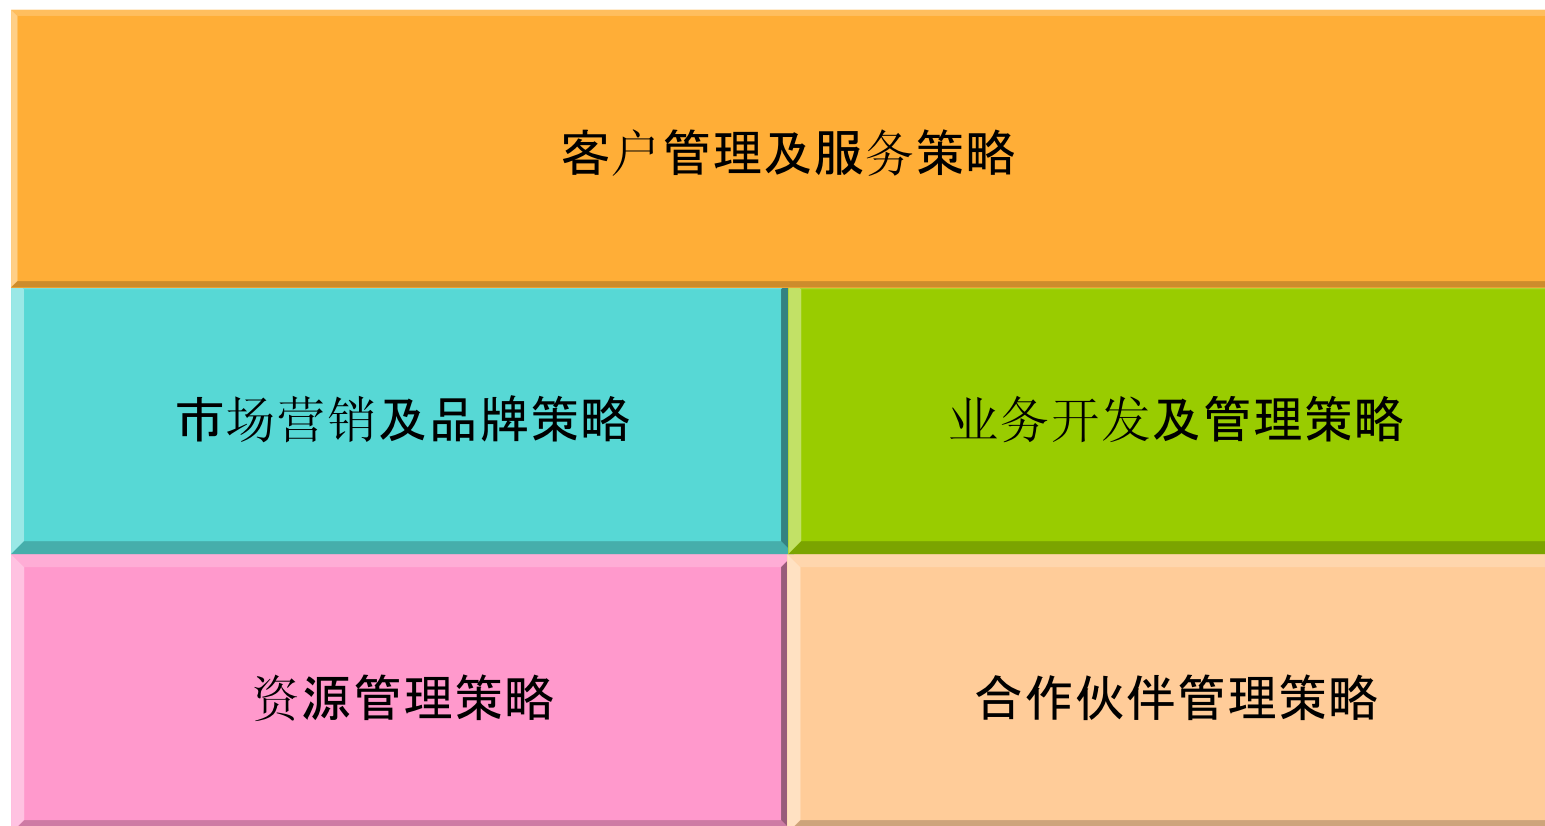 客户管理及服务策略
市场营销及品牌策略
业务开发及管理策略
资源管理策略
合作伙伴管理策略